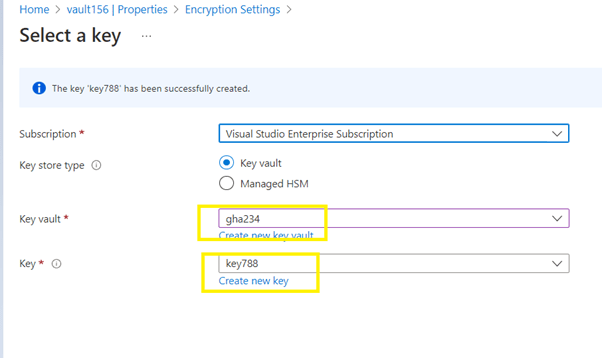 Home > vault156 | Properties > Encryption Settings >
Select a key ...
The key 'key788' has been successfully created.
Subscription * Visual Studio Enterprise Subscription
Key store type Key vault
Managed HSM
Key vault * gha234
Create new key vault
Key * key788
Create new key